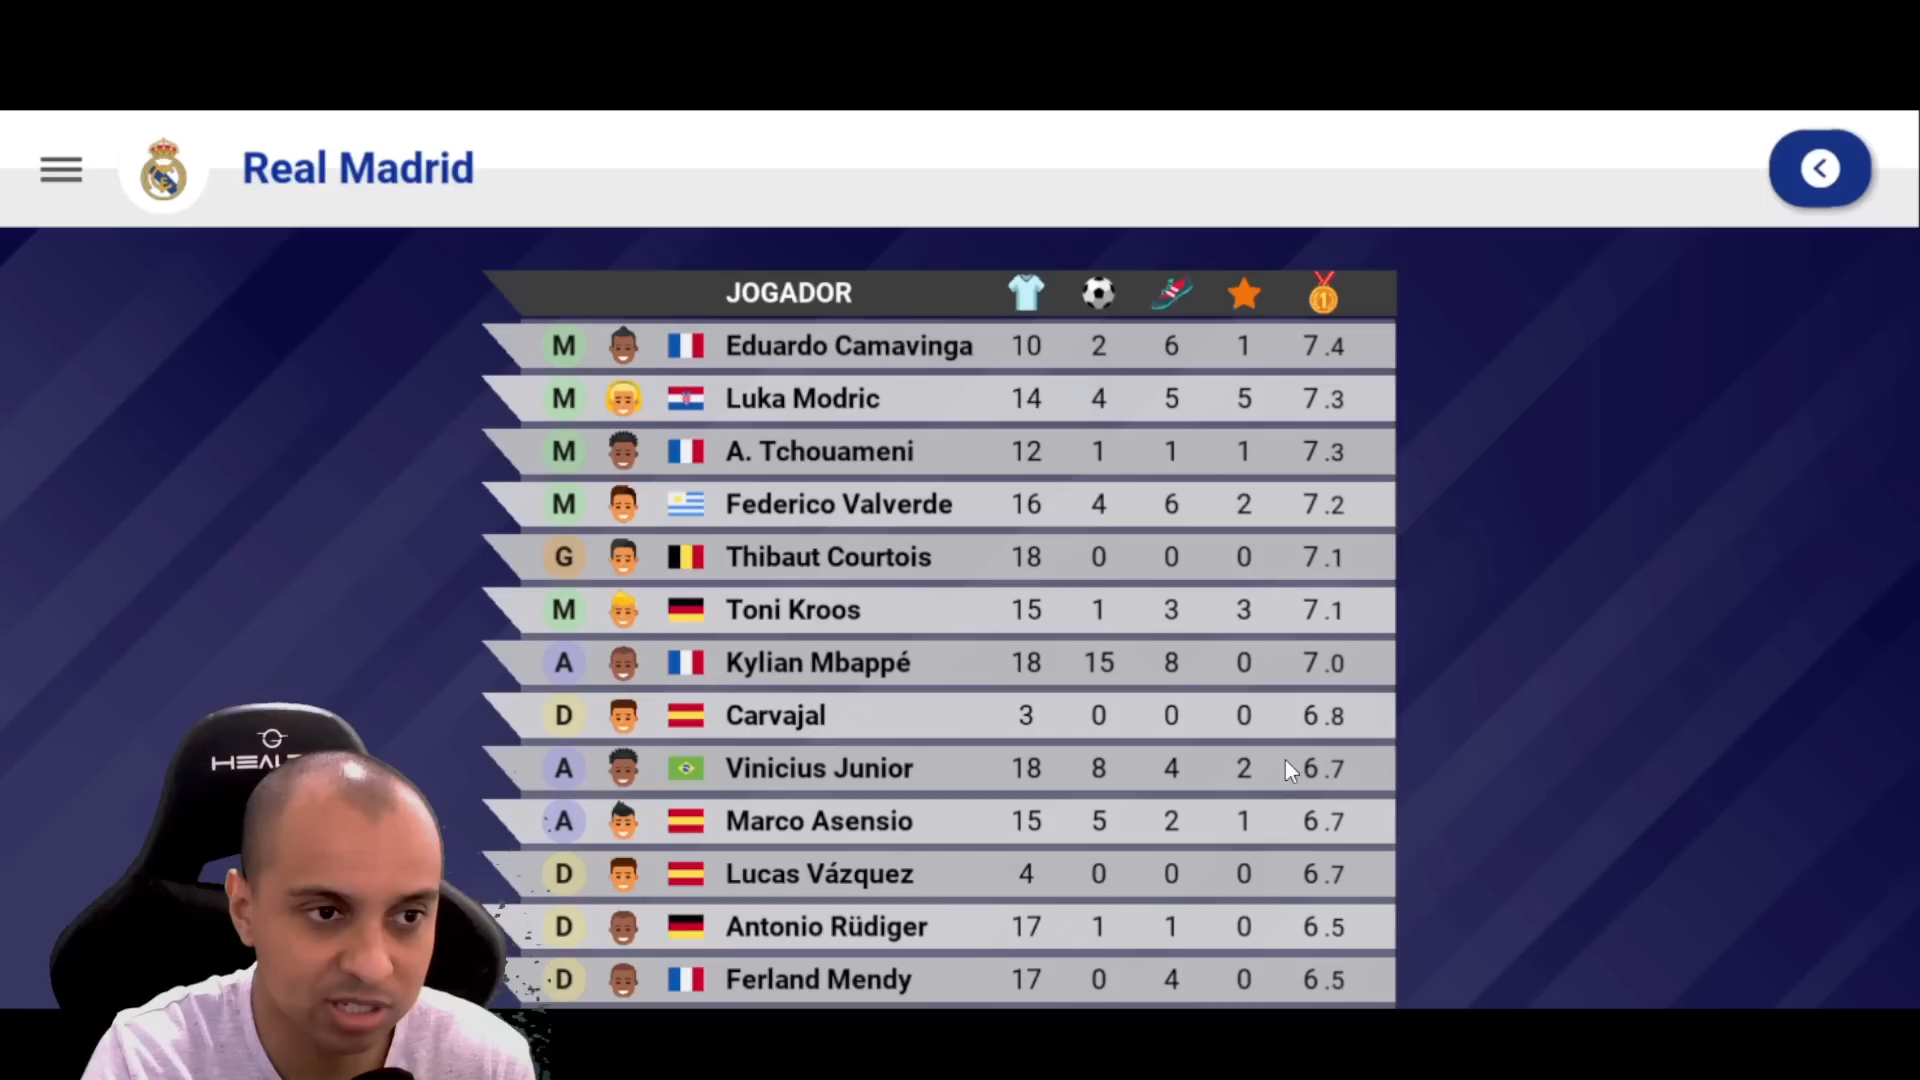 Real Madrid
JOGADOR
M Eduardo Camavinga 10 2 6 1 7.4
M Luka Modric 14 4 5 5 7.3
M A. Tchouameni 12 1 1 1 7.3
M Federico Valverde 16 4 6 2 7.2
G Thibaut Courtois 18 0 0 0 7.1
M Toni Kroos 15 1 3 3 7.1
A Kylian Mbappé 18 15 8 0 7.0
D Carvajal 3 0 0 0 6.8
A Vinicius Junior 18 8 4 2 6.7
A Marco Asensio 15 5 2 1 6.7
D Lucas Vázquez 4 0 0 0 6.7
D Antonio Rüdiger 17 1 1 0 6.5
D Ferland Mendy 17 0 4 0 6.5